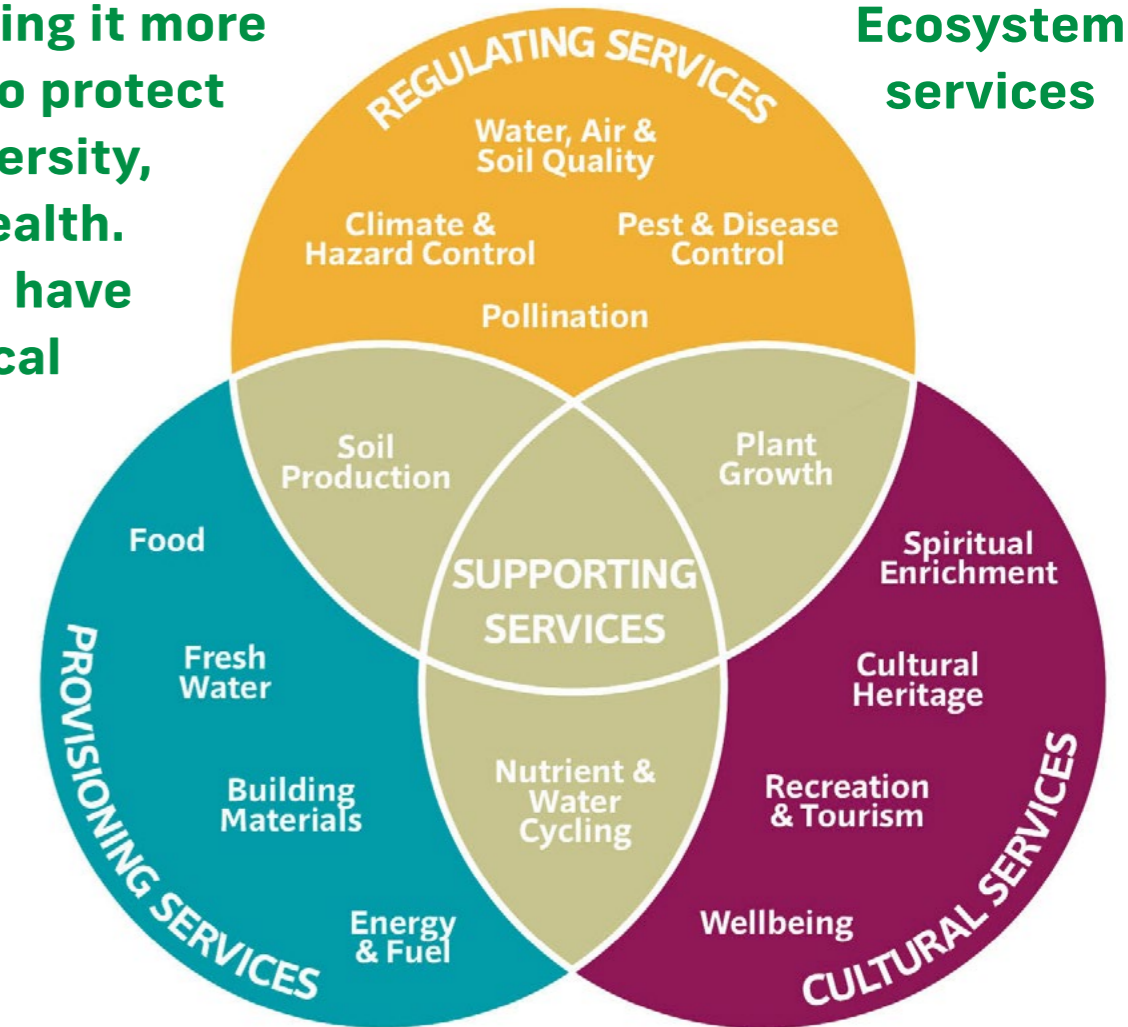 ing it more
o protect
ersity,
ealth.
have
cal
Ecosystem
services
REGULATING SERVICES
Water, Air &
Soil Quality
Climate &
Hazard Control
Pest & Disease
Control
Pollination
Soil
Production
Plant
Growth
SUPPORTING
SERVICES
Nutrient &
Water
Cycling
PROVISIONING SERVICES
Food
Fresh
Water
Building
Materials
Energy
& Fuel
CULTURAL SERVICES
Spiritual
Enrichment
Cultural
Heritage
Recreation
& Tourism
Wellbeing